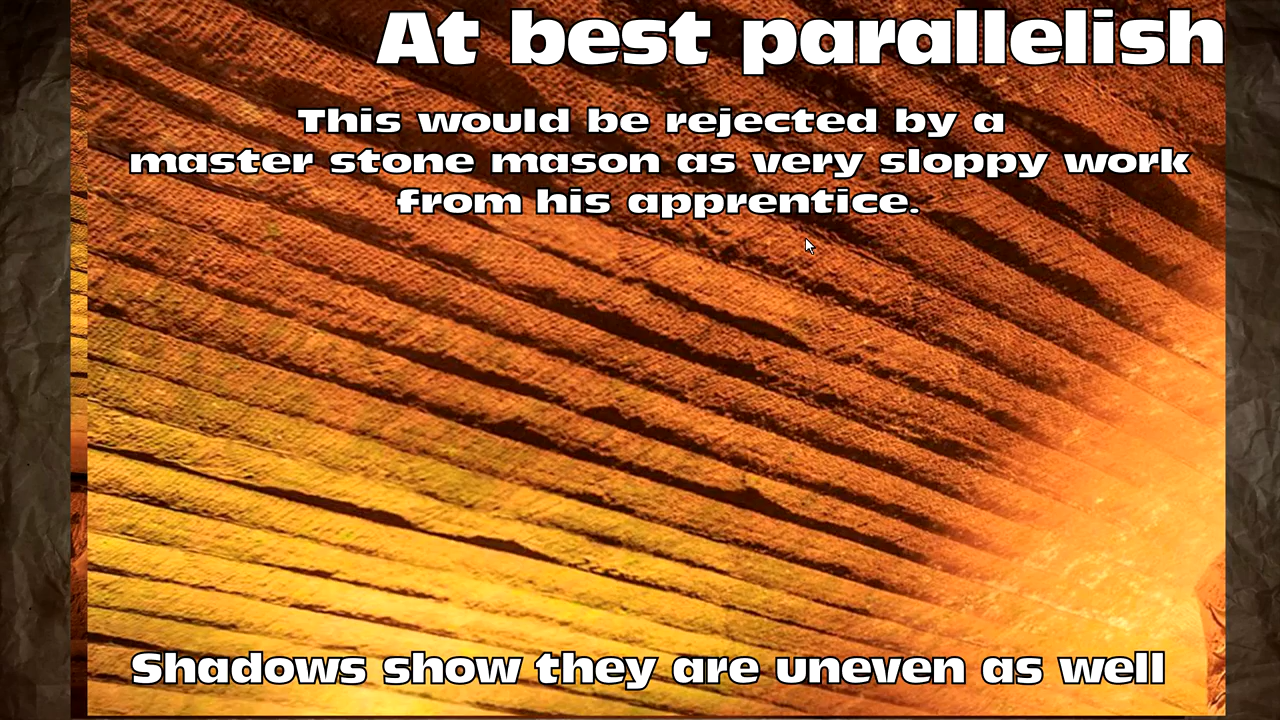 At best parallelish
This would be rejected by a
master stone mason as very sloppy work
from his apprentice.
Shadows show they are uneven as well